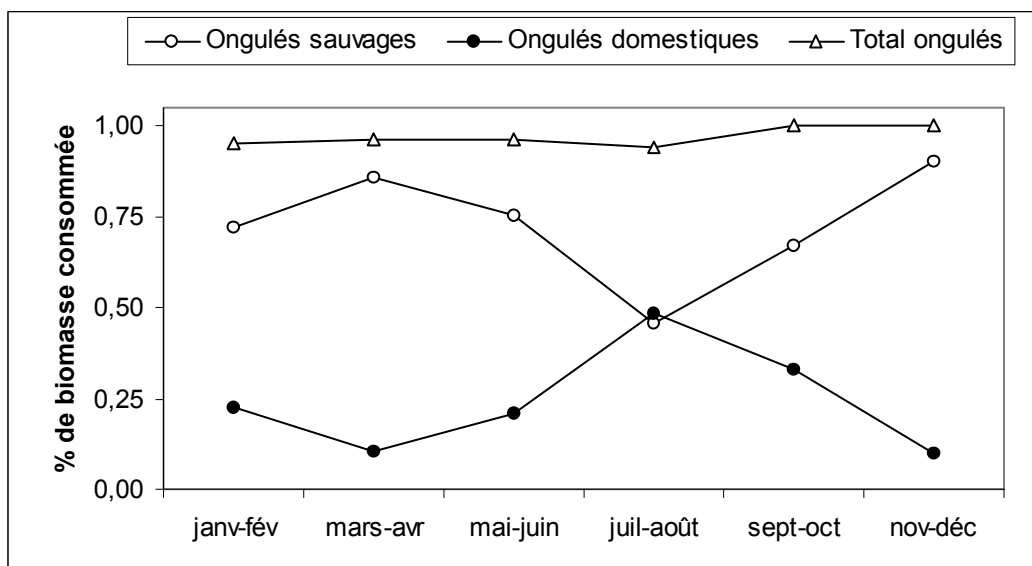 Ongulés sauvages Ongulés domestiques Total ongulés
% de biomasse consommée
1,00
0,75
0,50
0,25
0,00
janv-fév mars-avr mai-juin juil-août sept-oct nov-déc